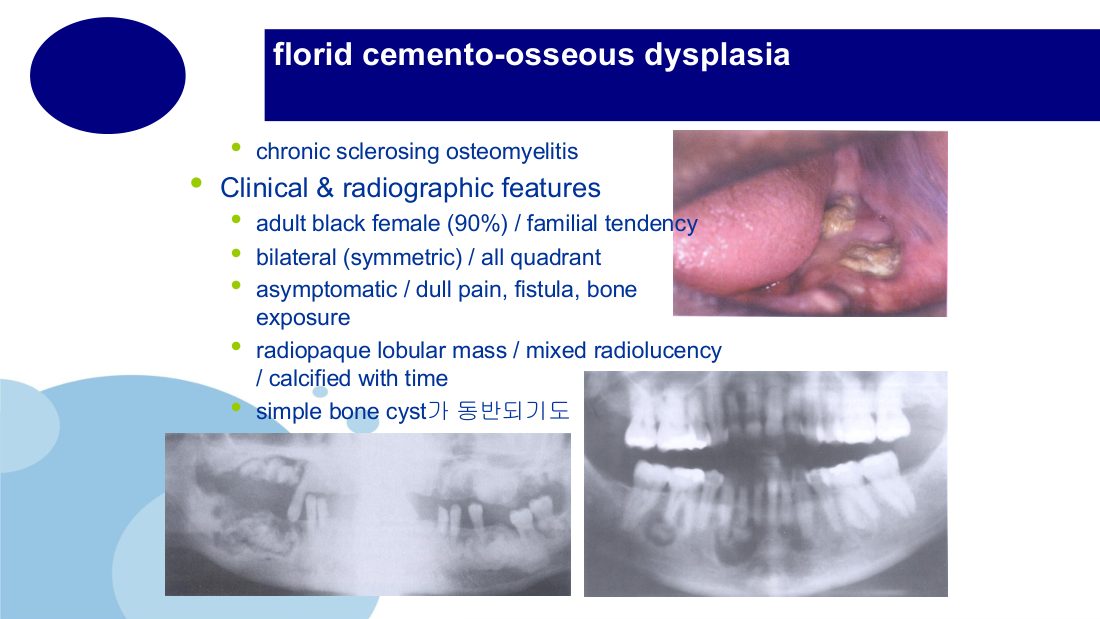 florid cemento-osseous dysplasia
chronic sclerosing osteomyelitis
Clinical & radiographic features
adult black female (90%) / familial tendency
bilateral (symmetric) / all quadrant
asymptomatic / dull pain, fistula, bone
exposure
radiopaque lobular mass / mixed radiolucency
/ calcified with time
simple bone cyst가 동반되기도